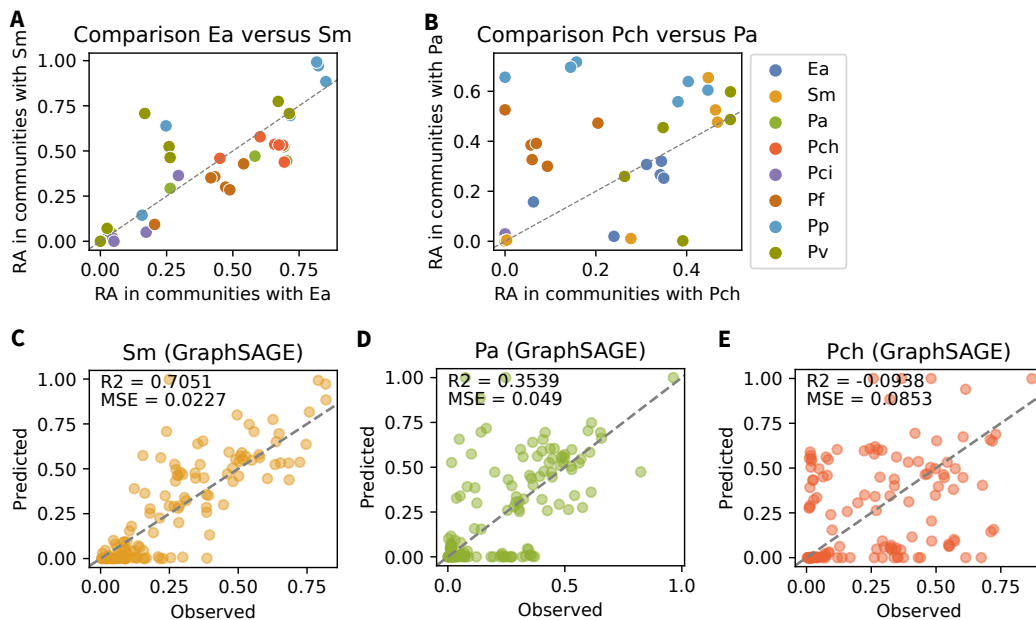 A
Comparison Ea versus Sm
RA in communities with Sm
1.00
0.75
0.50
0.25
0.00
0.00
0.25
0.50
0.75
RA in communities with Ea
B
Comparison Pch versus Pa
RA in communities with Pa
0.6
0.4
0.2
0.0
0.0
0.2
0.4
RA in communities with Pch
Ea
Sm
Pa
Pch
Pci
Pf
Pp
Pv
C
Sm (GraphSAGE)
R2 = 0.7051
MSE = 0.0227
Predicted
1.00
0.75
0.50
0.25
0.00
0.00
0.25
0.50
0.75
Observed
D
Pa (GraphSAGE)
R2 = 0.3539
MSE = 0.049
Predicted
1.00
0.75
0.50
0.25
0.00
0.0
0.5
1.0
Observed
E
Pch (GraphSAGE)
R2 = -0.0938
MSE = 0.0853
Predicted
1.00
0.75
0.50
0.25
0.00
0.00
0.25
0.50
0.75
Observed